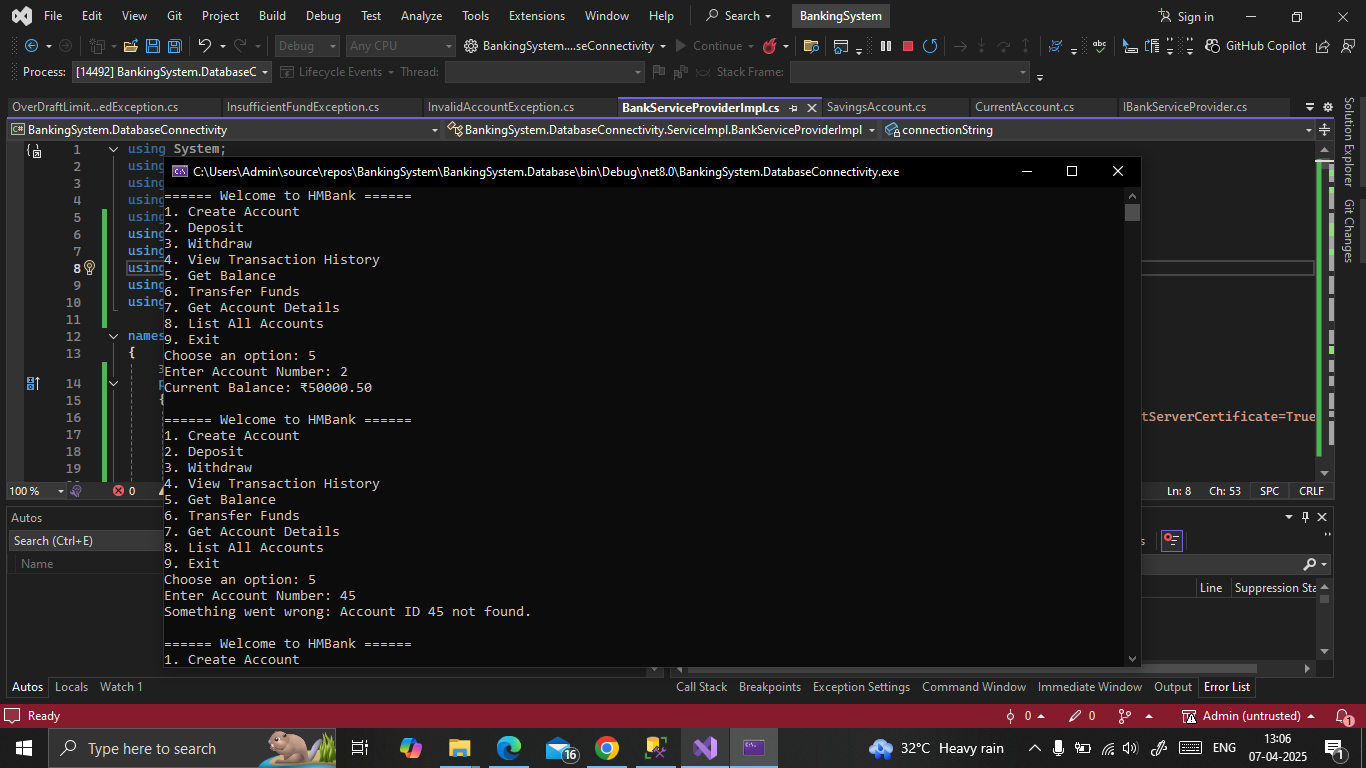 File Edit View Git Project Build Debug Test Analyze Tools Extensions Window Help Search BankingSystem Sign in
Debug Any CPU BankingSystem....seConnectivity Continue GitHub Copilot
Process: [14492] BankingSystem.DatabaseC Lifecycle Events Thread: Stack Frame:
OverDraftLimit...edException.cs InsufficientFundException.cs InvalidAccountException.cs BankServiceProviderImpl.cs SavingsAccount.cs CurrentAccount.cs IBankServiceProvider.cs
BankingSystem.DatabaseConnectivity BankingSystem.DatabaseConnectivity.ServiceImpl.BankServiceProviderImpl connectionString
1 using System;
2 using
3 using
4 using
5 using
6 using
7 using
8 using
9 using
10 using
11
12 names
13 {
14 p
15 {
16 tServerCertificate=True
17
18
19
C:\Users\Admin\source\repos\BankingSystem\BankingSystem.Database\bin\Debug\net8.0\BankingSystem.DatabaseConnectivity.exe
====== Welcome to HMBank ======
1. Create Account
2. Deposit
3. Withdraw
4. View Transaction History
5. Get Balance
6. Transfer Funds
7. Get Account Details
8. List All Accounts
9. Exit
Choose an option: 5
Enter Account Number: 2
Current Balance: ₹50000.50
====== Welcome to HMBank ======
1. Create Account
2. Deposit
3. Withdraw
4. View Transaction History
5. Get Balance
6. Transfer Funds
7. Get Account Details
8. List All Accounts
9. Exit
Choose an option: 5
Enter Account Number: 45
Something went wrong: Account ID 45 not found.
====== Welcome to HMBank ======
1. Create Account
Solution Explorer
Git Changes
100 % 0 Ln: 8 Ch: 53 SPC CRLF
Autos
Search (Ctrl+E)
Name
Line Suppression Sta
Autos Locals Watch 1 Call Stack Breakpoints Exception Settings Command Window Immediate Window Output Error List
Ready 0 0 Admin (untrusted) 1
Type here to search 16 32°C Heavy rain ENG 13:06
07-04-2025 1